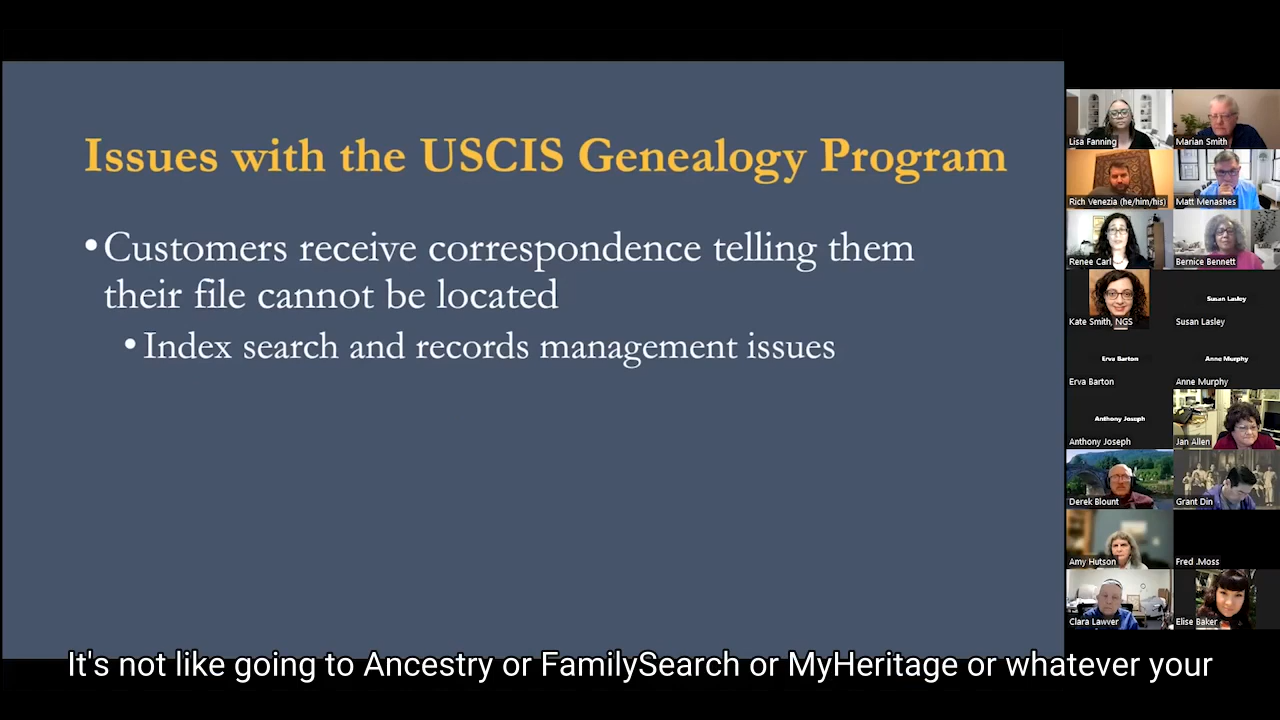 Issues with the USCIS Genealogy Program
•Customers receive correspondence telling them
their file cannot be located
•Index search and records management issues
Lisa Fanning
Marian Smith
Rich Venezia (he/him/his)
Matt Menashes
Renee Carl
Bernice Bennett
Kate Smith, NGS
Susan Lasley
Susan Lasley
Erva Barton
Erva Barton
Anne Murphy
Anne Murphy
Anthony Joseph
Anthony Joseph
Jan Allen
Derek Blount
Grant Din
Amy Hutson
Fred .Moss
Clara Lawver
Elise Baker
It's not like going to Ancestry or FamilySearch or MyHeritage or whatever your